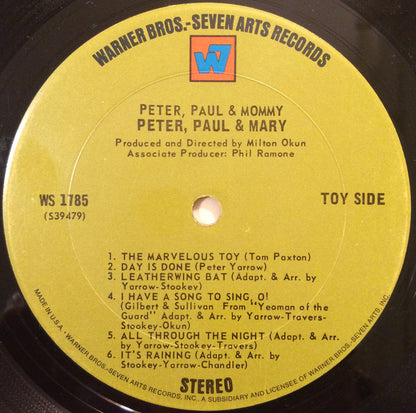 WARNER BROS.-SEVEN ARTS RECORDS
W7
PETER, PAUL & MOMMY
PETER, PAUL & MARY
Produced and Directed by Milton Okun
Associate Producer: Phil Ramone
WS 1785
(S39479)
TOY SIDE
1. THE MARVELOUS TOY (Tom Paxton)
2. DAY IS DONE (Peter Yarrow)
3. LEATHERWING BAT (Adapt. & Arr. by
Yarrow-Stookey)
4. I HAVE A SONG TO SING, O!
(Gilbert & Sullivan From "Yeoman of the
Guard" Adapt. & Arr. by Yarrow-Travers-
Stookey-Okun)
5. ALL THROUGH THE NIGHT (Adapt. & Arr.
by Yarrow-Stookey-Travers)
6. IT'S RAINING (Adapt. & Arr. by
Stookey-Yarrow-Chandler)
STEREO
MADE IN U.S.A. • WARNER BROS.-SEVEN ARTS RECORDS, INC., A SUBSIDIARY AND LICENSEE OF WARNER BROS.-SEVEN ARTS, INC.